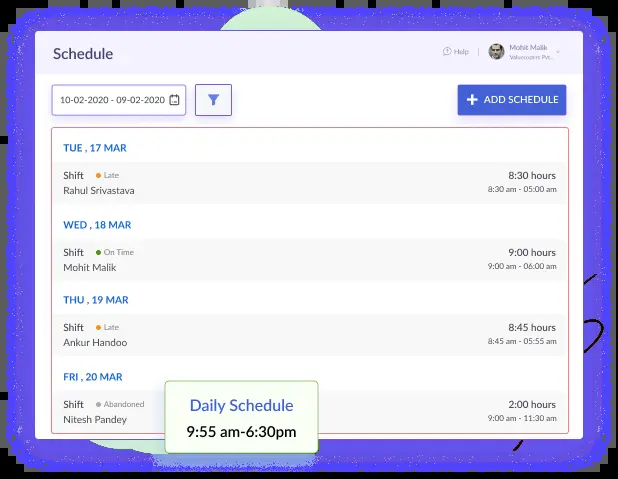 Schedule
Help
Mohit Malik
10-02-2020 - 09-02-2020
ADD SCHEDULE
TUE , 17 MAR
Shift Late 8:30 hours
Rahul Srivastava 8:30 am - 05:00 am
WED , 18 MAR
Shift On Time 9:00 hours
Mohit Malik 9:00 am - 06:00 am
THU , 19 MAR
Shift Late 8:45 hours
Ankur Handoo 8:45 am - 05:55 am
FRI , 20 MAR
Shift Abandoned 2:00 hours
Nitesh Pandey 9:00 am - 11:30 am
Daily Schedule
9:55 am-6:30pm